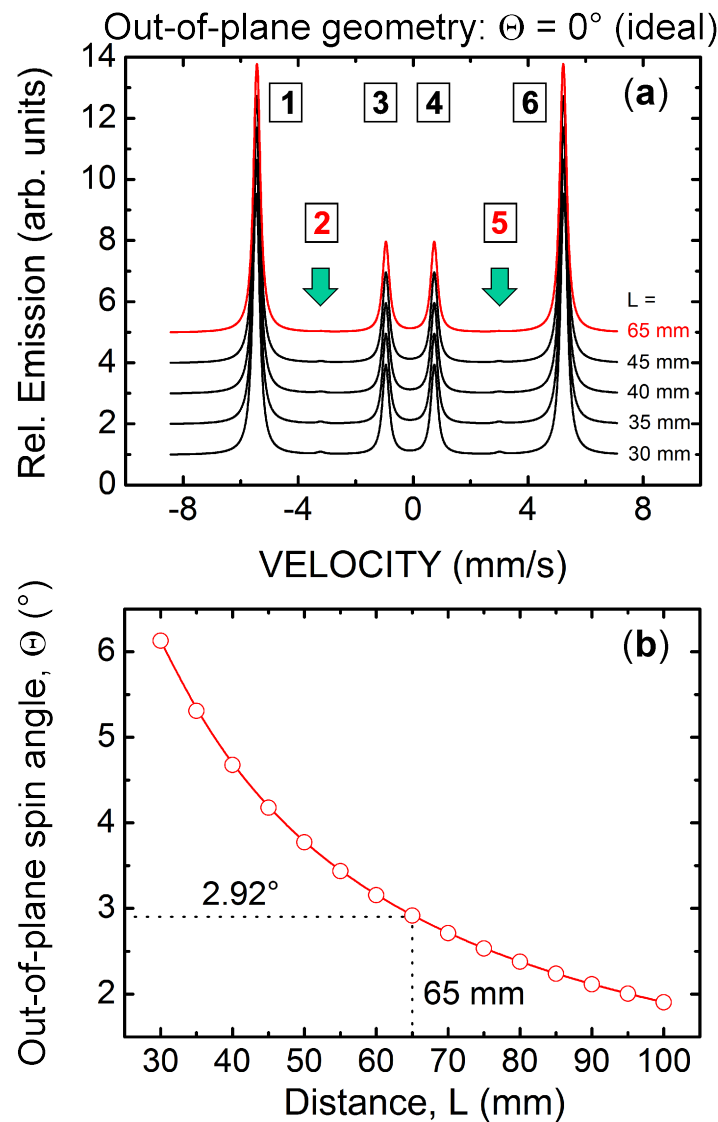 Out-of-plane geometry: Θ = 0° (ideal)
Rel. Emission (arb. units)
14
12
10
8
6
4
2
0
(a)
1
3
4
6
2
5
L =
65 mm
45 mm
40 mm
35 mm
30 mm
-8
-4
0
4
8
VELOCITY (mm/s)
Out-of-plane spin angle, Θ (°)
6
5
4
3
2
(b)
2.92°
65 mm
30 40 50 60 70 80 90 100
Distance, L (mm)